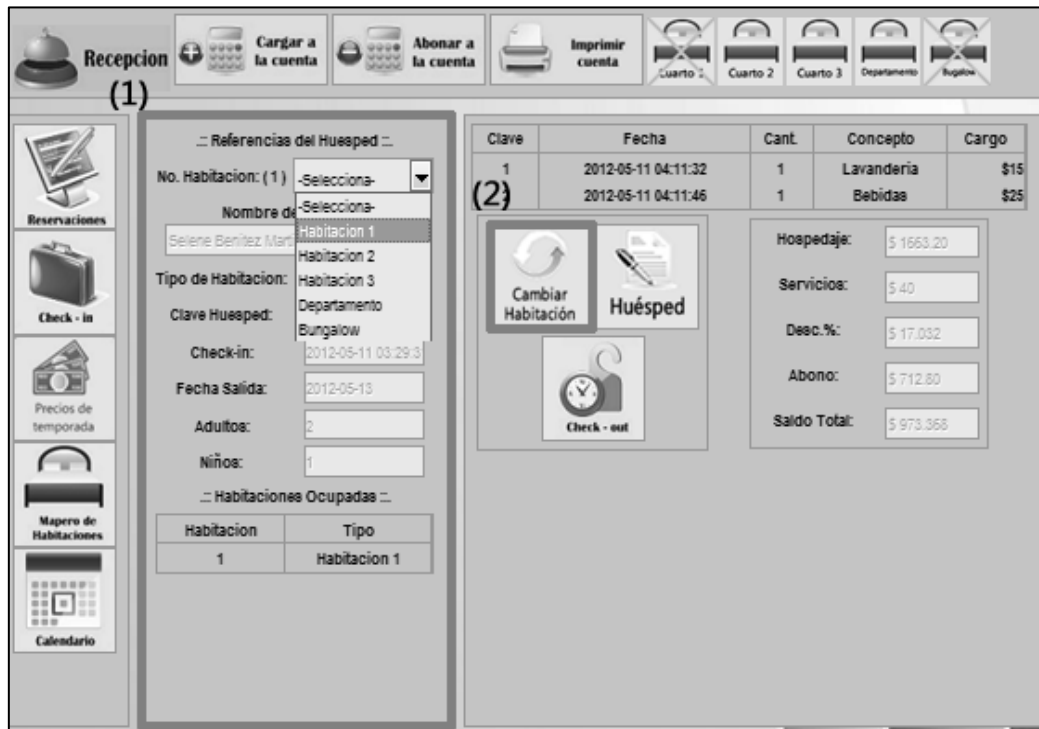 Recepcion
(1)
Cargar a
la cuenta
Abonar a
la cuenta
Imprimir
cuenta
Cuarto 2
Cuarto 3
Departamento
Bugalow
Reservaciones
Check - in
Precios de
temporada
Mapero de
Habitaciones
Calendario
.:: Referencias del Huesped ::.
No. Habitacion: ( 1 ) -Selecciona-
-Selecciona-
Habitacion 1
Habitacion 2
Habitacion 3
Departamento
Bungalow
Nombre
Selene Benitez
Tipo de Habitacion:
Clave Huesped:
Check-in: 2012-05-11 03:29:3
Fecha Salida: 2012-05-13
Adultos: 2
Niños: 1
.:: Habitaciones Ocupadas ::.
Habitacion Tipo
1 Habitacion 1
Clave Fecha Cant. Concepto Cargo
1 2012-05-11 04:11:32 1 Lavanderia $15
2012-05-11 04:11:46 1 Bebidas $25
(2)
Cambiar
Habitación
Huésped
Check - out
Hospedaje: $ 1663.20
Servicios: $ 40
Desc.%: $ 17.032
Abono: $ 712.80
Saldo Total: $ 973.368